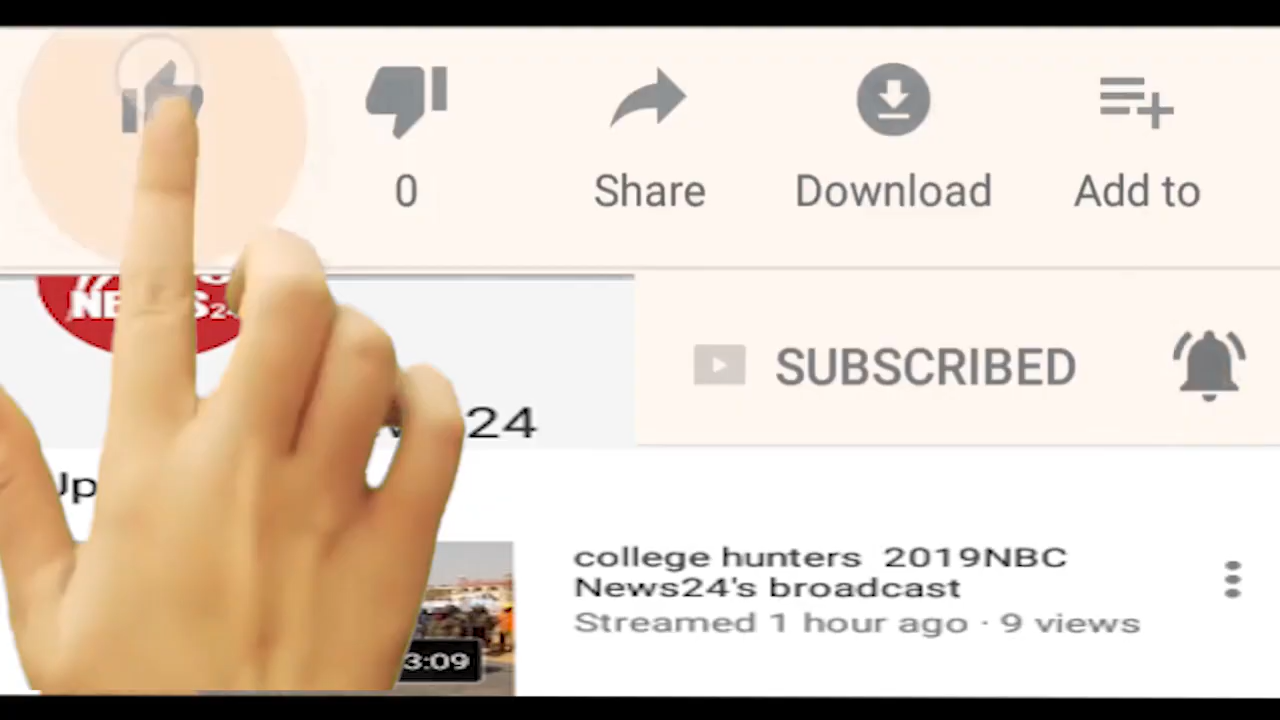 0
Share
Download
Add to
SUBSCRIBED
24
college hunters 2019NBC
News24's broadcast
Streamed 1 hour ago · 9 views
3:09